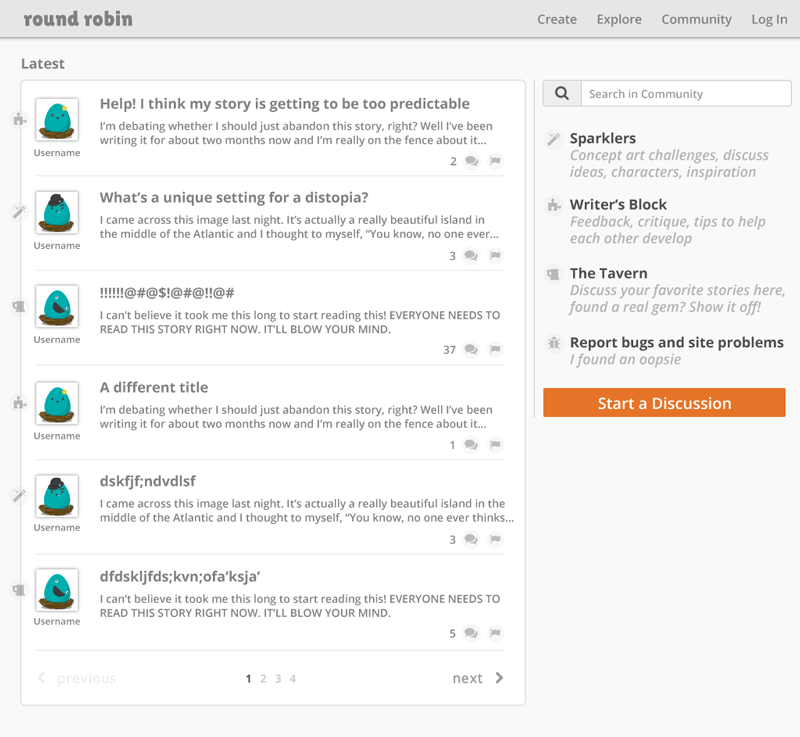 round robin
Create Explore Community Log In
Latest
Help! I think my story is getting to be too predictable
I'm debating whether I should just abandon this story, right? Well I've been
writing it for about two months now and I'm really on the fence about it...
Username
2
What's a unique setting for a distopia?
I came across this image last night. It's actually a really beautiful island in
the middle of the Atlantic and I thought to myself, “You know, no one ever...
Username
3
!!!!!!@#@$!@#@!!@#
I can't believe it took me this long to start reading this! EVERYONE NEEDS TO
READ THIS STORY RIGHT NOW. IT'LL BLOW YOUR MIND.
Username
37
A different title
I'm debating whether I should just abandon this story, right? Well I've been
writing it for about two months now and I'm really on the fence about it...
Username
1
dskfjf;ndvdlsf
I came across this image last night. It's actually a really beautiful island in the
middle of the Atlantic and I thought to myself, “You know, no one ever thinks...
Username
3
dfdskljfds;kvn;ofa'ksja'
I can't believe it took me this long to start reading this! EVERYONE NEEDS TO
READ THIS STORY RIGHT NOW. IT'LL BLOW YOUR MIND.
Username
5
previous 1 2 3 4 next
Search in Community
Sparklers
Concept art challenges, discuss
ideas, characters, inspiration
Writer's Block
Feedback, critique, tips to help
each other develop
The Tavern
Discuss your favorite stories here,
found a real gem? Show it off!
Report bugs and site problems
I found an oopsie
Start a Discussion